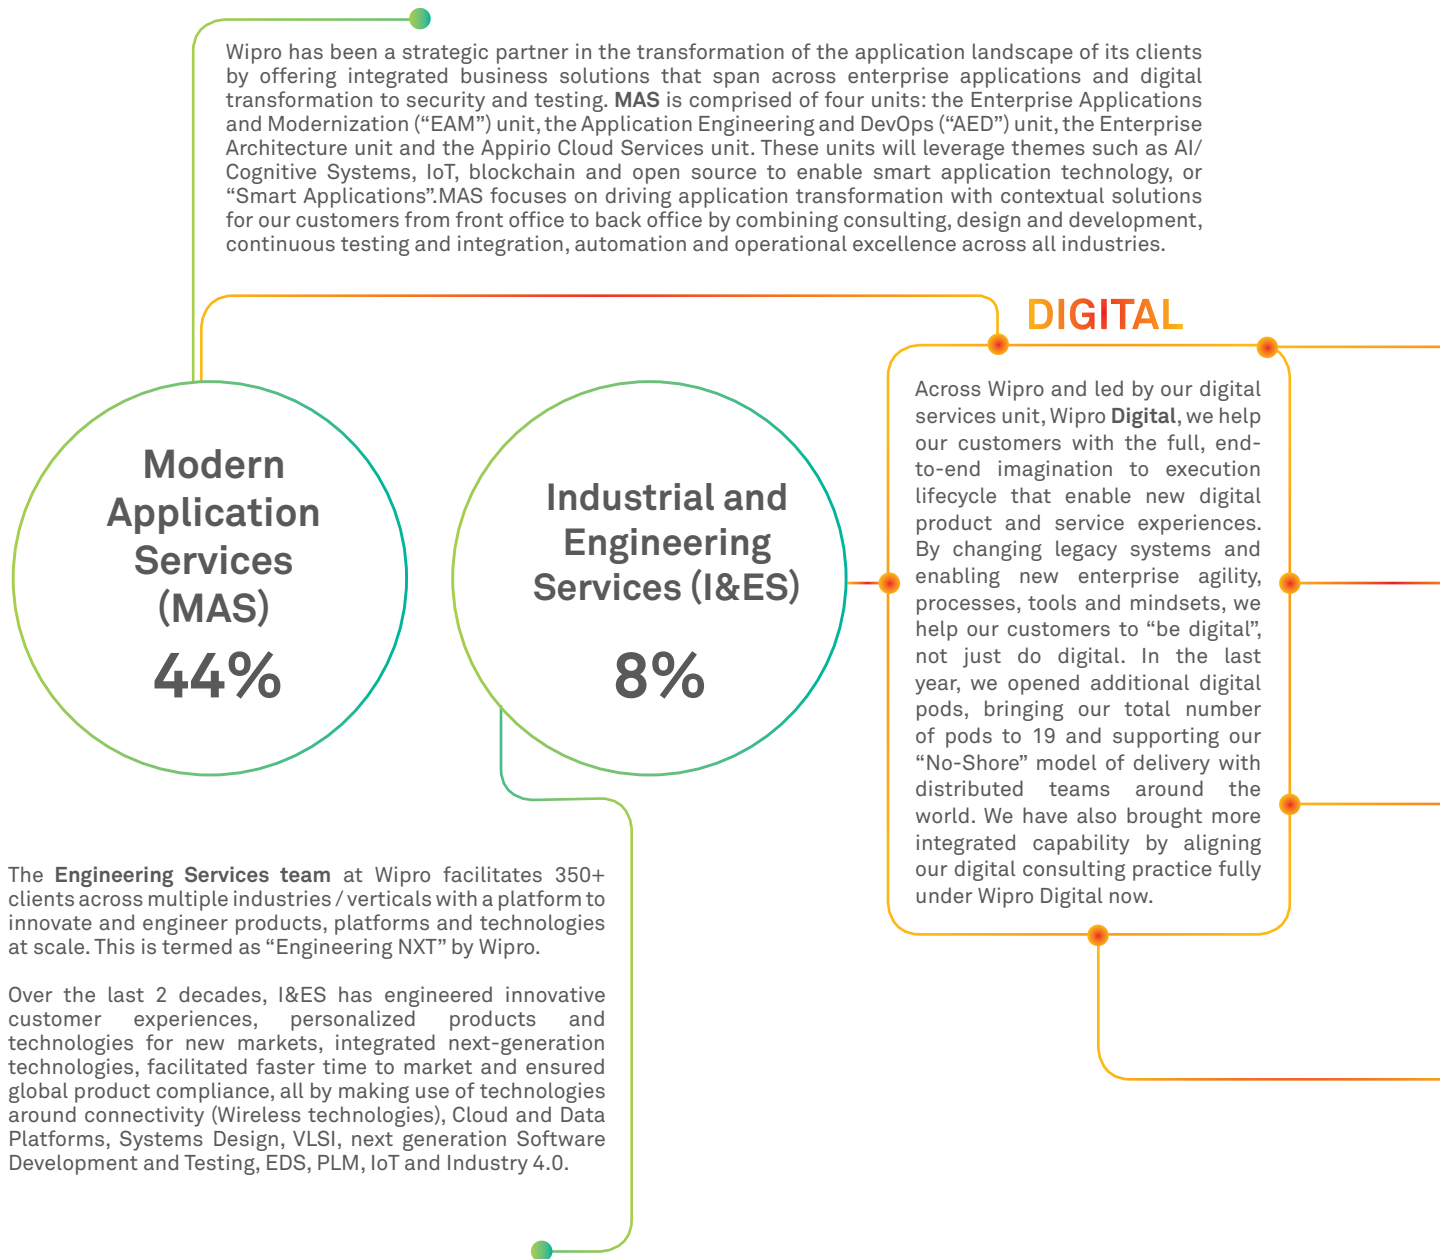 Wipro has been a strategic partner in the transformation of the application landscape of its clients
by offering integrated business solutions that span across enterprise applications and digital
transformation to security and testing. MAS is comprised of four units: the Enterprise Applications
and Modernization (“EAM”) unit, the Application Engineering and DevOps (“AED”) unit, the Enterprise
Architecture unit and the Appirio Cloud Services unit. These units will leverage themes such as AI/
Cognitive Systems, IoT, blockchain and open source to enable smart application technology, or
“Smart Applications”.MAS focuses on driving application transformation with contextual solutions
for our customers from front office to back office by combining consulting, design and development,
continuous testing and integration, automation and operational excellence across all industries.
Modern
Application
Services
(MAS)
44%
Industrial and
Engineering
Services (I&ES)
8%
DIGITAL
Across Wipro and led by our digital
services unit, Wipro Digital, we help
our customers with the full, end-
to-end imagination to execution
lifecycle that enable new digital
product and service experiences.
By changing legacy systems and
enabling new enterprise agility,
processes, tools and mindsets, we
help our customers to “be digital”,
not just do digital. In the last
year, we opened additional digital
pods, bringing our total number
of pods to 19 and supporting our
“No-Shore” model of delivery with
distributed teams around the
world. We have also brought more
integrated capability by aligning
our digital consulting practice fully
under Wipro Digital now.
The Engineering Services team at Wipro facilitates 350+
clients across multiple industries / verticals with a platform to
innovate and engineer products, platforms and technologies
at scale. This is termed as “Engineering NXT” by Wipro.
Over the last 2 decades, I&ES has engineered innovative
customer experiences, personalized products and
technologies for new markets, integrated next-generation
technologies, facilitated faster time to market and ensured
global product compliance, all by making use of technologies
around connectivity (Wireless technologies), Cloud and Data
Platforms, Systems Design, VLSI, next generation Software
Development and Testing, EDS, PLM, IoT and Industry 4.0.